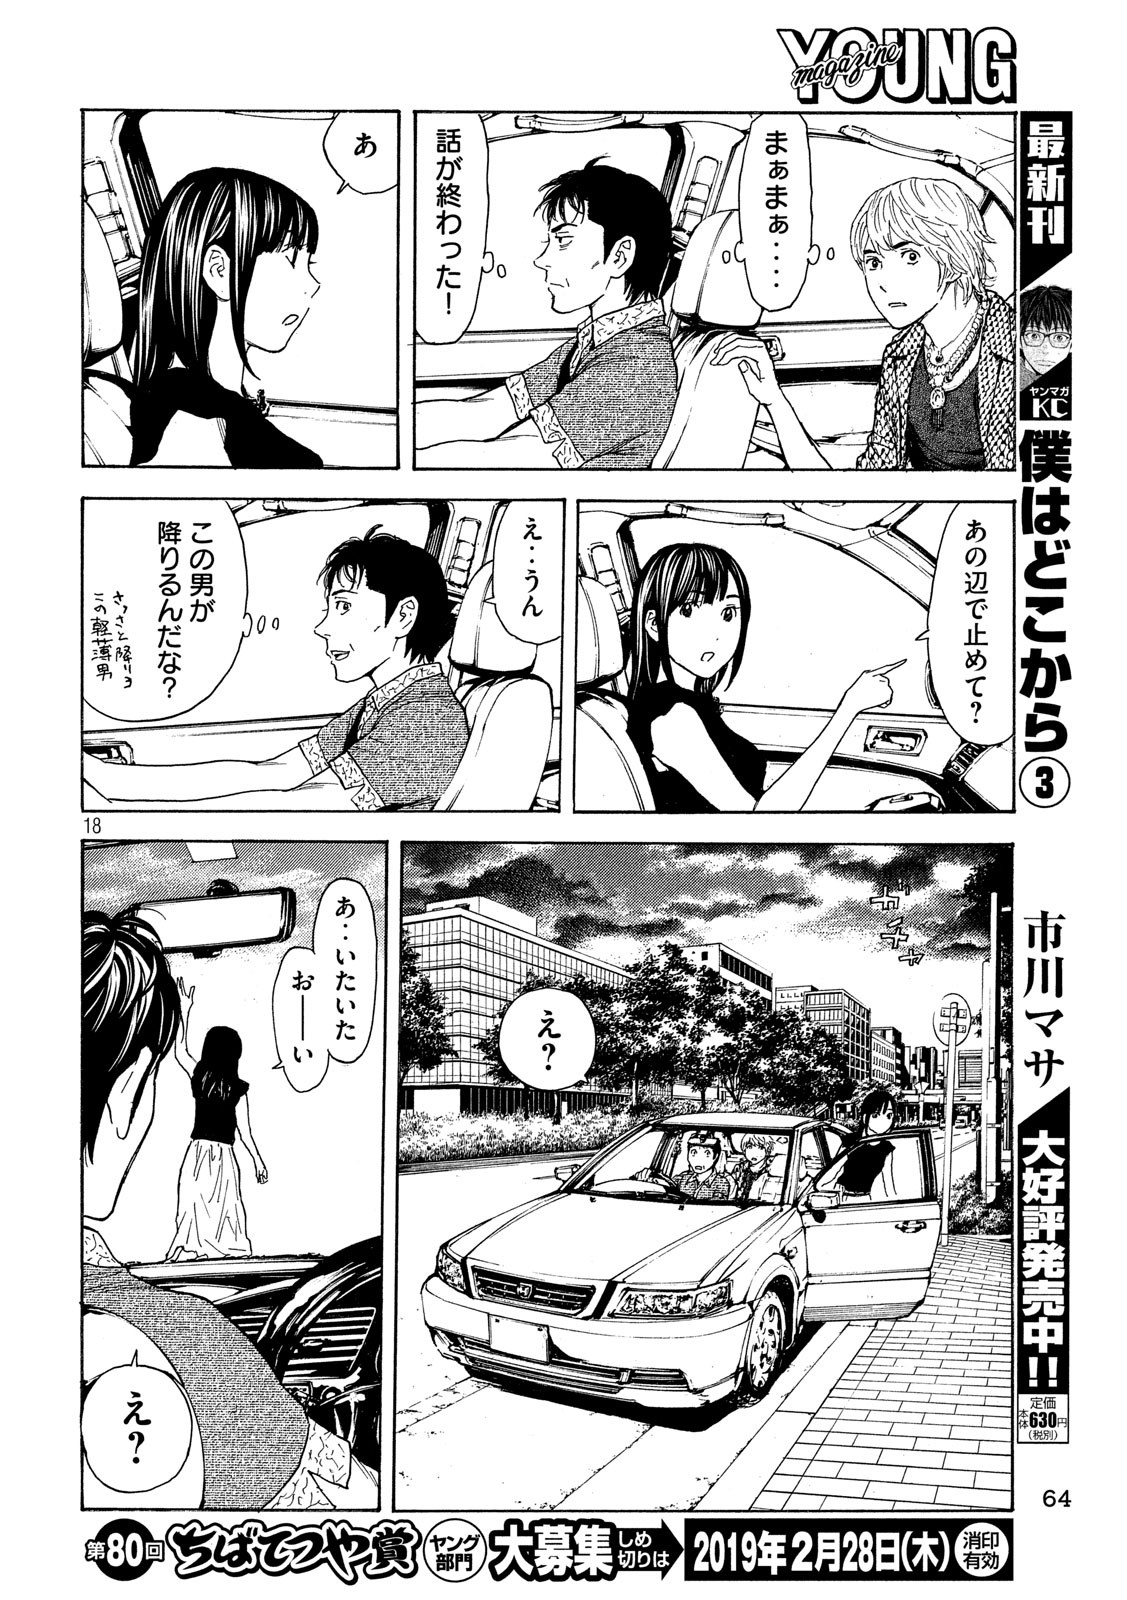 YOUNG
magazine
まぁまぁ‥‥
話が終わった！
あ
あの辺で止めて？
え‥うん
この男が
降りるんだな？
さっさと降りろ
この軽薄男
18
ガチャ
え？
あ‥いたいた
おーーい
え？
最新刊
ヤンマガ
KC
僕はどこから③
市川マサ
大好評発売中!!
定価
本体630円
（税別）
64
第80回
ちばてつや賞
ヤング
部門
大募集
しめ
切りは
2019年2月28日(木)
消印
有効